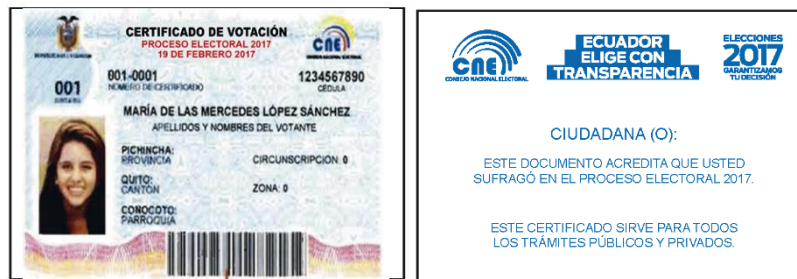 CERTIFICADO DE VOTACIÓN
PROCESO ELECTORAL 2017
19 DE FEBRERO 2017
CNE
CONSEJO NACIONAL ELECTORAL
001
001-0001
NÚMERO DE CERTIFICADO
1234567890
CÉDULA
MARÍA DE LAS MERCEDES LÓPEZ SÁNCHEZ
APELLIDOS Y NOMBRES DEL VOTANTE
PICHINCHA:
PROVINCIA
CIRCUNSCRIPCIÓN: 0
QUITO:
CANTÓN
ZONA: 0
CONOCOTO:
PARROQUIA
CNE
CONSEJO NACIONAL ELECTORAL
ECUADOR
ELIGE CON
TRANSPARENCIA
ELECCIONES
2017
GARANTIZAMOS
TU DECISIÓN
CIUDADANA (O):
ESTE DOCUMENTO ACREDITA QUE USTED
SUFRAGÓ EN EL PROCESO ELECTORAL 2017.
ESTE CERTIFICADO SIRVE PARA TODOS
LOS TRÁMITES PÚBLICOS Y PRIVADOS.